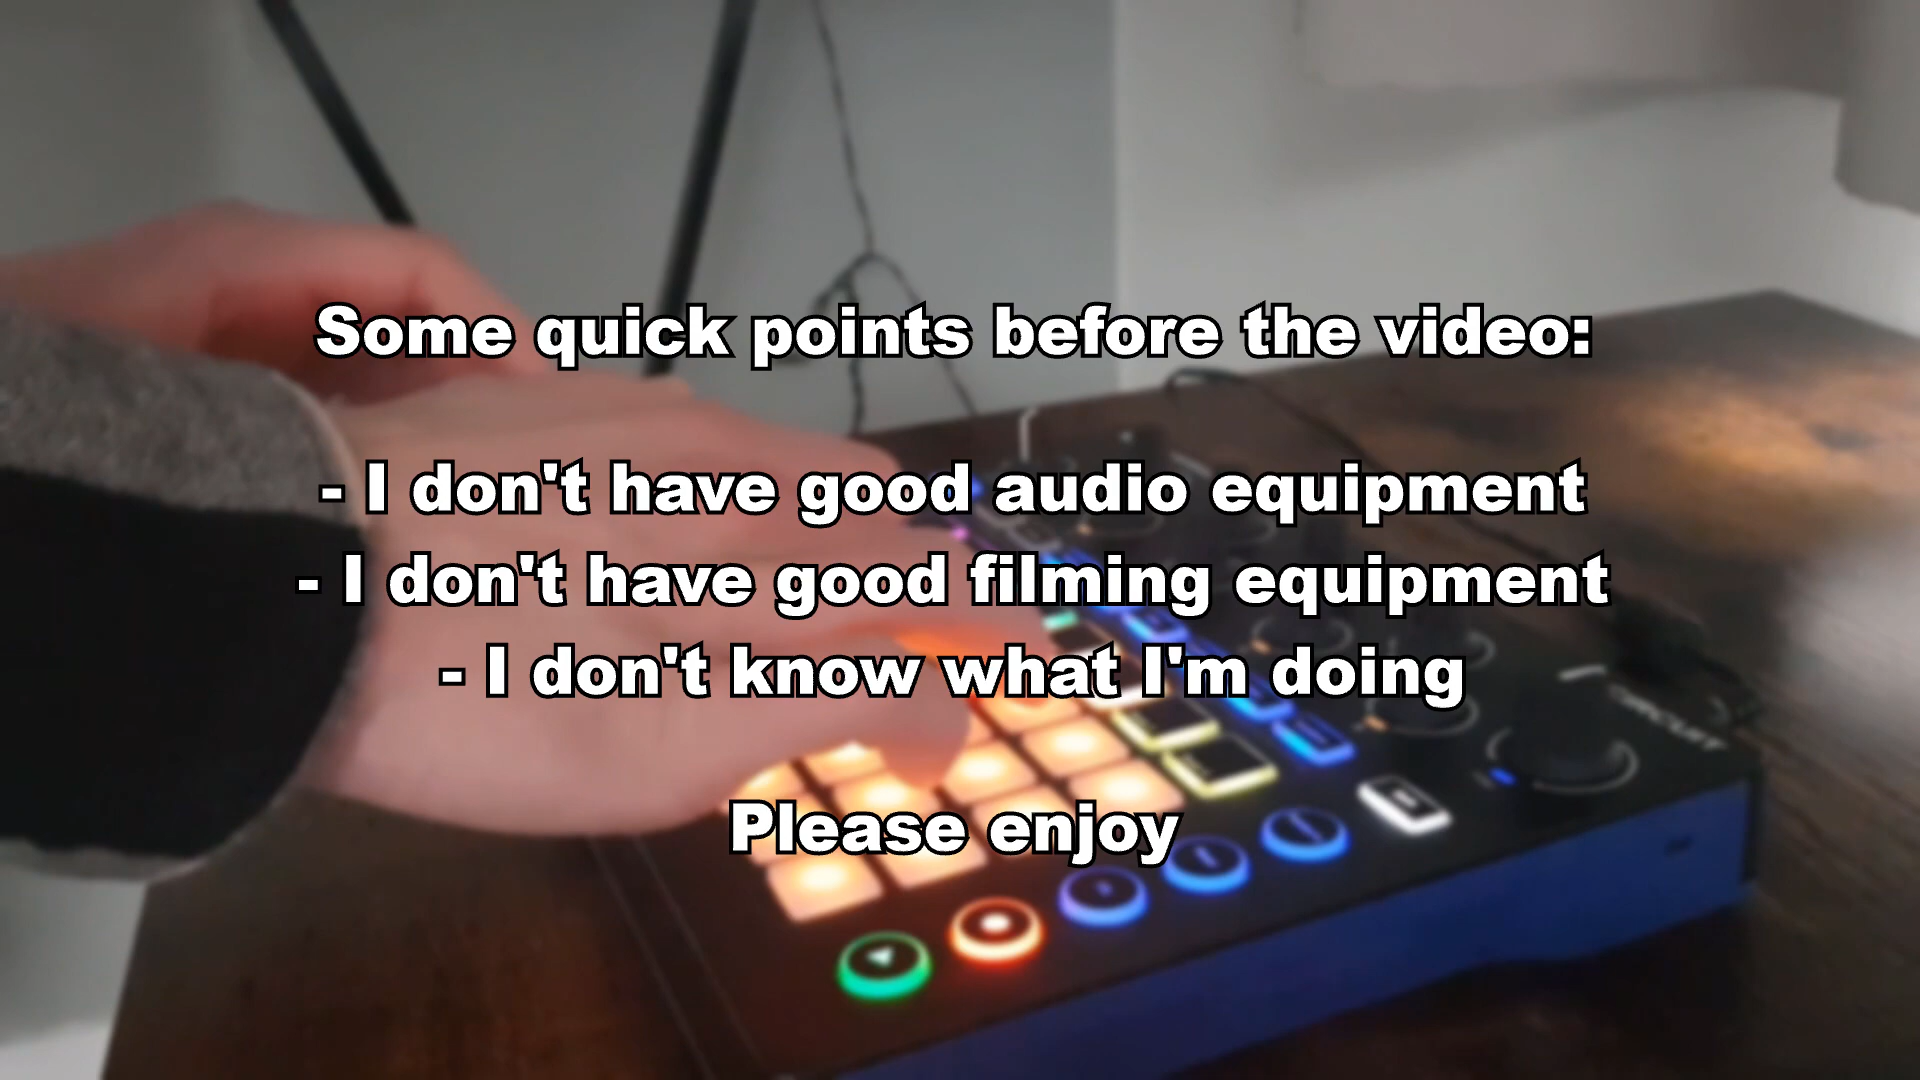 Some quick points before the video:
- I don't have good audio equipment
- I don't have good filming equipment
- I don't know what I'm doing
Please enjoy
CIRCUIT